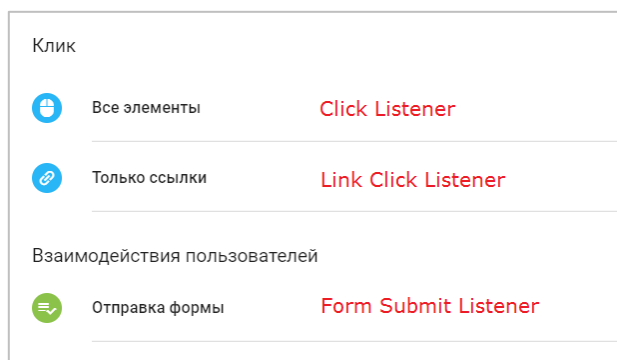 Клик
Все элементы Click Listener
Только ссылки Link Click Listener
Взаимодействия пользователей
Отправка формы Form Submit Listener